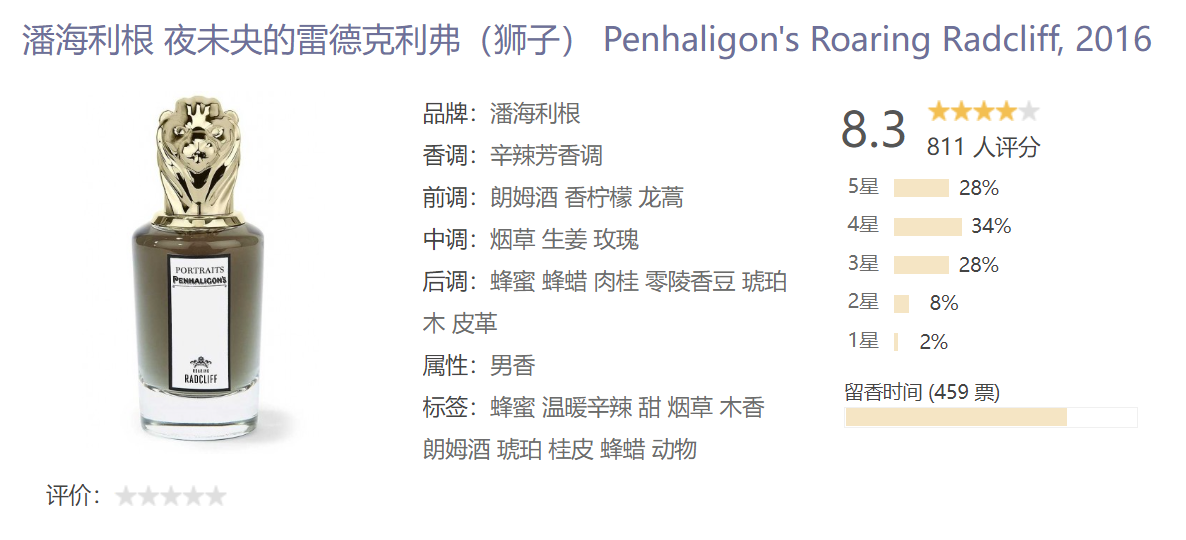 潘海利根 夜未央的雷德克利弗（狮子） Penhaligon's Roaring Radcliff, 2016
PORTRAITS
PENHALIGON'S
ROARING
RADCLIFF
品牌：潘海利根
香调：辛辣芳香调
前调：朗姆酒 香柠檬 龙蒿
中调：烟草 生姜 玫瑰
后调：蜂蜜 蜂蜡 肉桂 零陵香豆 琥珀
木 皮革
属性：男香
标签：蜂蜜 温暖辛辣 甜 烟草 木香
朗姆酒 琥珀 桂皮 蜂蜡 动物
8.3
811 人评分
5星 28%
4星 34%
3星 28%
2星 8%
1星 2%
留香时间 (459 票)
评价：